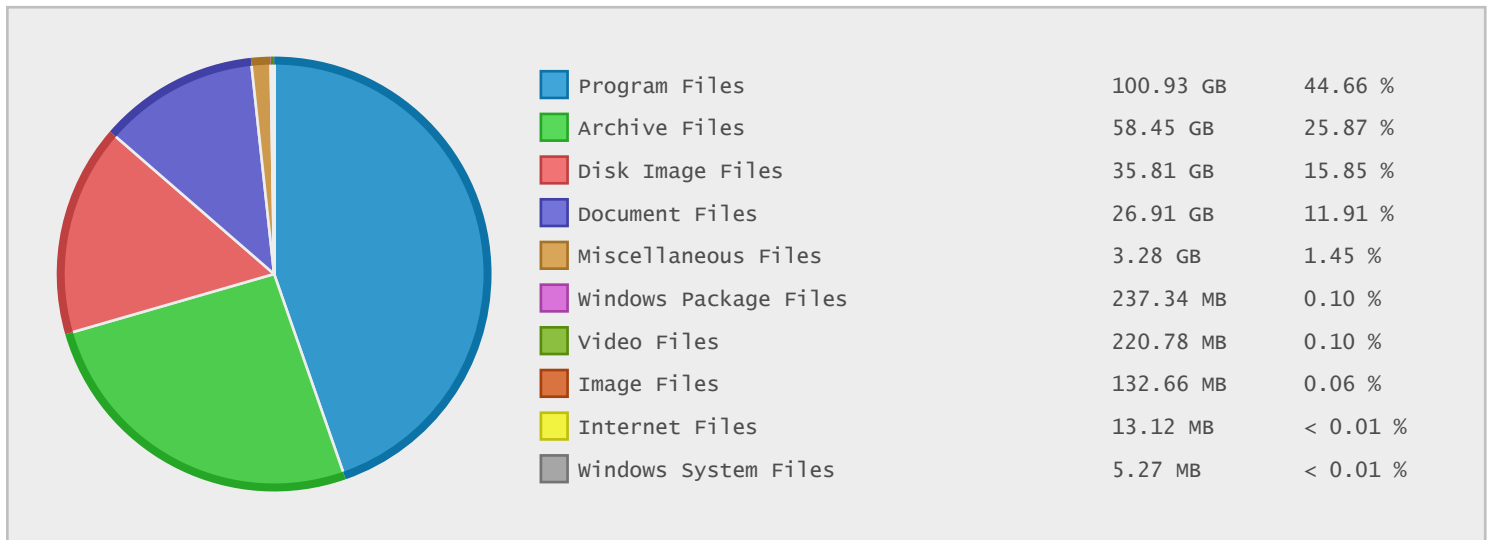 Program Files 100.93 GB 44.66 %
Archive Files 58.45 GB 25.87 %
Disk Image Files 35.81 GB 15.85 %
Document Files 26.91 GB 11.91 %
Miscellaneous Files 3.28 GB 1.45 %
Windows Package Files 237.34 MB 0.10 %
Video Files 220.78 MB 0.10 %
Image Files 132.66 MB 0.06 %
Internet Files 13.12 MB < 0.01 %
Windows System Files 5.27 MB < 0.01 %